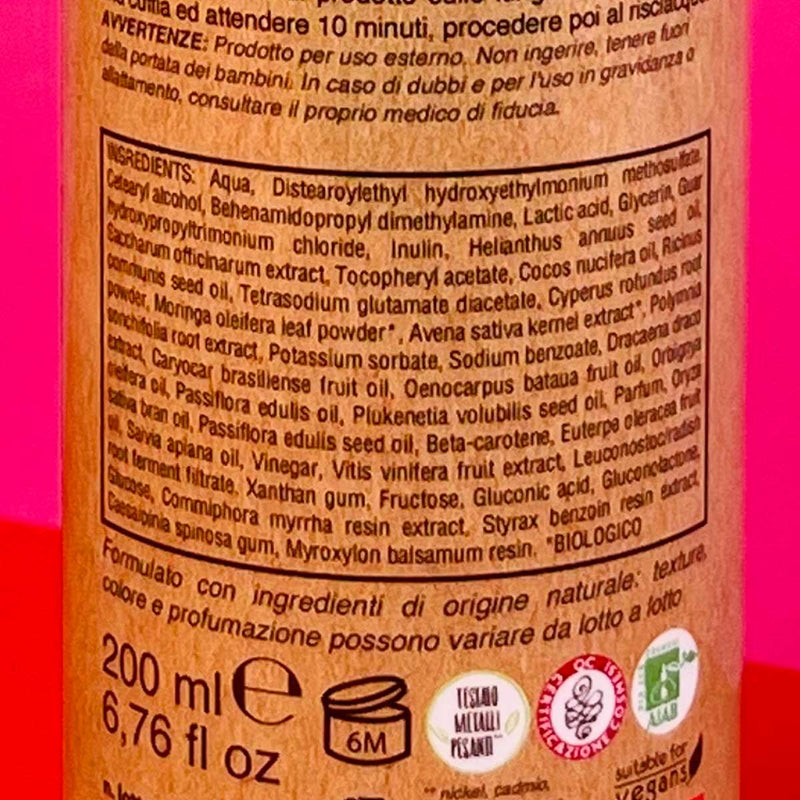 cuffia ed attendere 10 minuti, procedere poi al risciacquo
AVVERTENZE: Prodotto per uso esterno. Non ingerire, tenere fuori
dalla portata dei bambini. In caso di dubbi e per l'uso in gravidanza o
allattamento, consultare il proprio medico di fiducia.
INGREDIENTS: Aqua, Distearoylethyl hydroxyethylmonium methosulfate,
Cetearyl alcohol, Behenamidopropyl dimethylamine, Lactic acid, Glycerin, Guar
hydroxypropyltrimonium chloride, Inulin, Helianthus annuus seed oil,
Saccharum officinarum extract, Tocopheryl acetate, Cocos nucifera oil, Ricinus
communis seed oil, Tetrasodium glutamate diacetate, Cyperus rotundus root
powder, Moringa oleifera leaf powder*, Avena sativa kernel extract*, Polymnia
sonchifolia root extract, Potassium sorbate, Sodium benzoate, Dracaena draco
extract, Caryocar brasiliense fruit oil, Oenocarpus bataua fruit oil, Orbignya
oleifera oil, Passiflora edulis oil, Plukenetia volubilis seed oil, Parfum, Oryza
sativa bran oil, Passiflora edulis seed oil, Beta-carotene, Euterpe oleracea fruit
oil, Salvia apiana oil, Vinegar, Vitis vinifera fruit extract, Leuconostoc/radish
root ferment filtrate, Xanthan gum, Fructose, Gluconic acid, Gluconolactone,
Glucose, Commiphora myrrha resin extract, Styrax benzoin resin extract,
Caesalpinia spinosa gum, Myroxylon balsamum resin. *BIOLOGICO
Formulato con ingredienti di origine naturale: texture,
colore e profumazione possono variare da lotto a lotto
200 ml e
6,76 fl oz
6M
TESTATO
METALLI
PESANTI**
QC
CERTIFICAZIONE COSMESI
AIAB
** nickel, cadmio,
suitable for
vegans